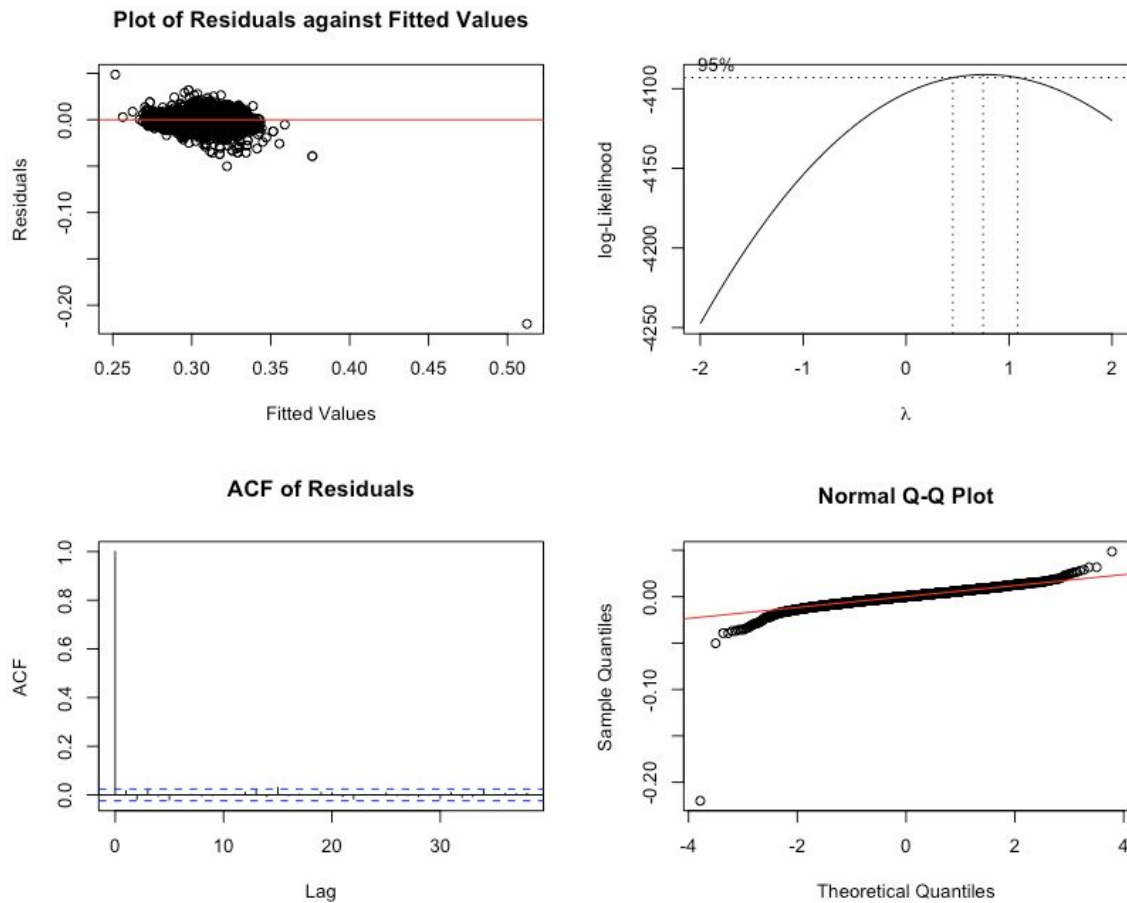 Plot of Residuals against Fitted Values
Residuals
0.00
-0.10
-0.20
0.25 0.30 0.35 0.40 0.45 0.50
Fitted Values
95%
log-Likelihood
-4100
-4150
-4200
-4250
-2 -1 0 1 2
λ
ACF of Residuals
ACF
1.0
0.8
0.6
0.4
0.2
0.0
0 10 20 30
Lag
Normal Q-Q Plot
Sample Quantiles
0.00
-0.10
-0.20
-4 -2 0 2 4
Theoretical Quantiles